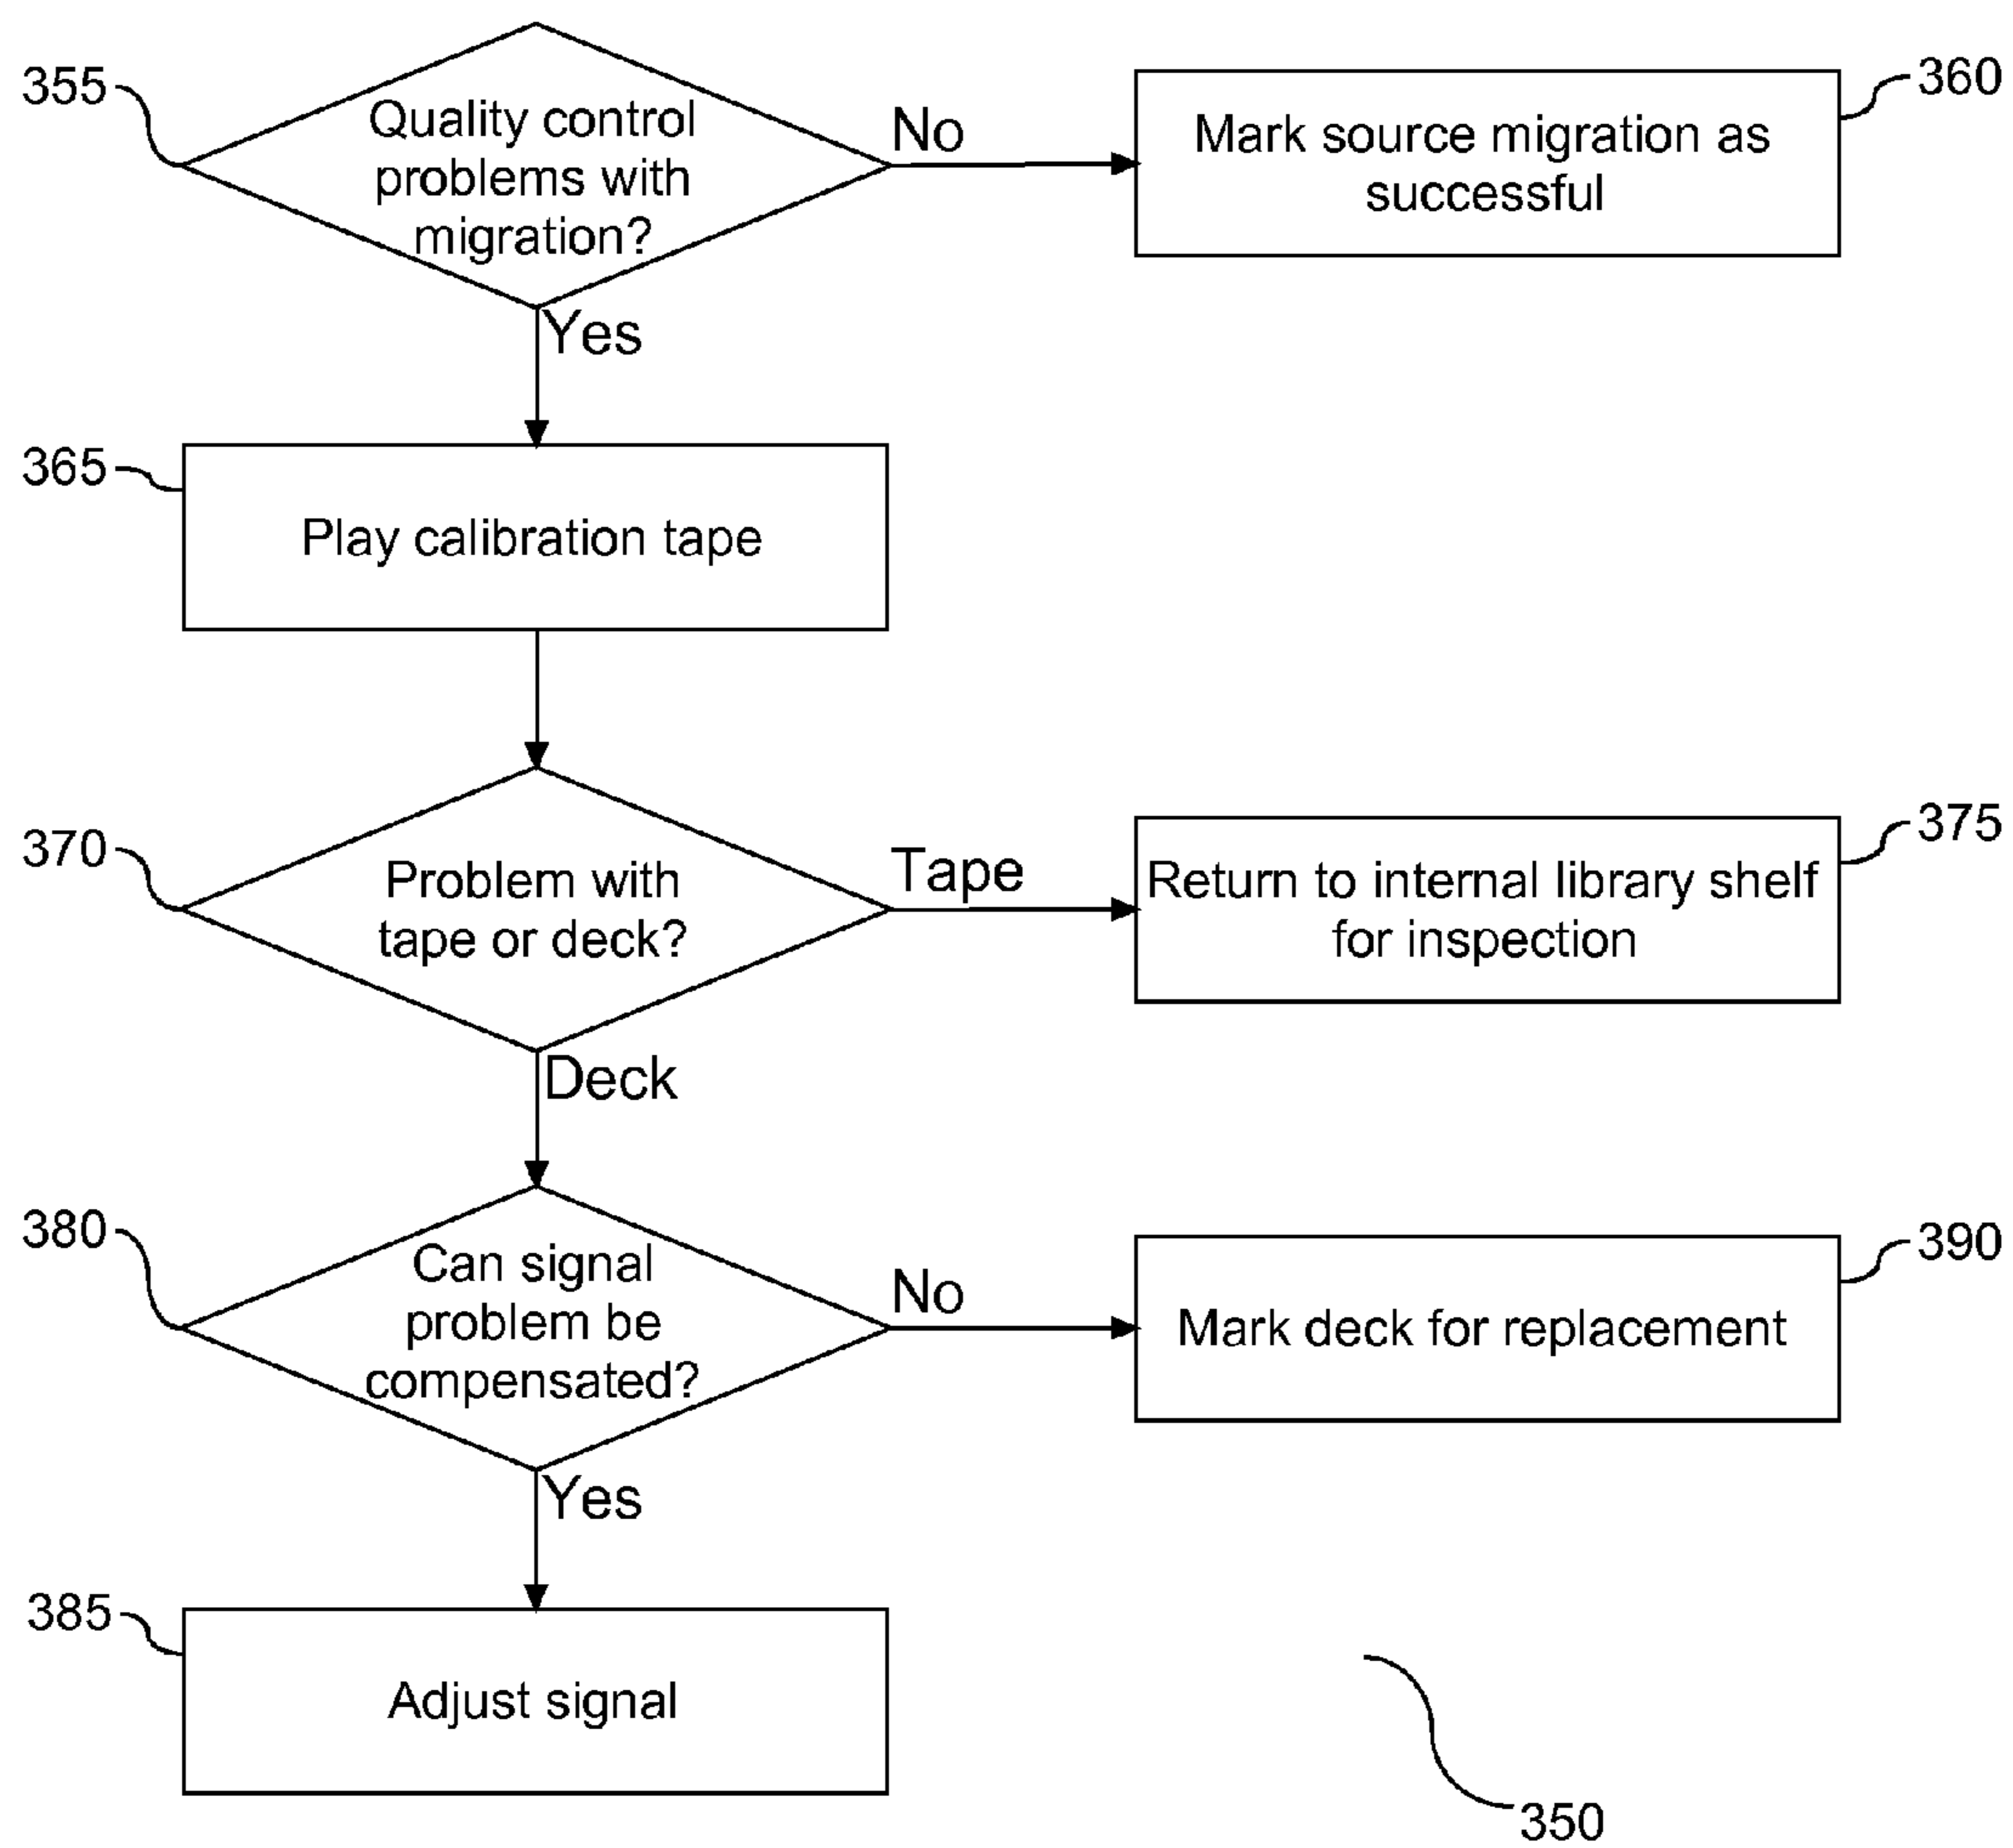 355
Quality control
problems with
migration?
No
360
Mark source migration as
successful
Yes
365
Play calibration tape
370
Problem with
tape or deck?
Tape
375
Return to internal library shelf
for inspection
Deck
380
Can signal
problem be
compensated?
No
390
Mark deck for replacement
Yes
385
Adjust signal
350